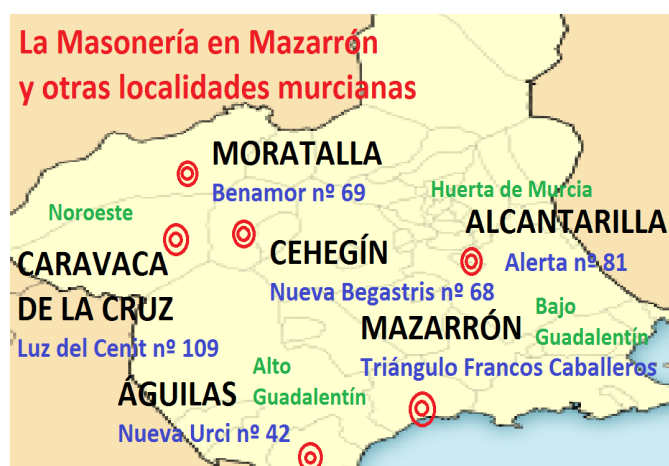 La Masonería en Mazarrón
y otras localidades murcianas
MORATALLA
Benamor nº 69
Noroeste
Huerta de Murcia
ALCANTARILLA
Alerta nº 81
CEHEGÍN
Nueva Begastris nº 68
CARAVACA
DE LA CRUZ
Luz del Cenit nº 109
MAZARRÓN
Triángulo Francos Caballeros
Bajo
Guadalentín
Alto
Guadalentín
ÁGUILAS
Nueva Urci nº 42